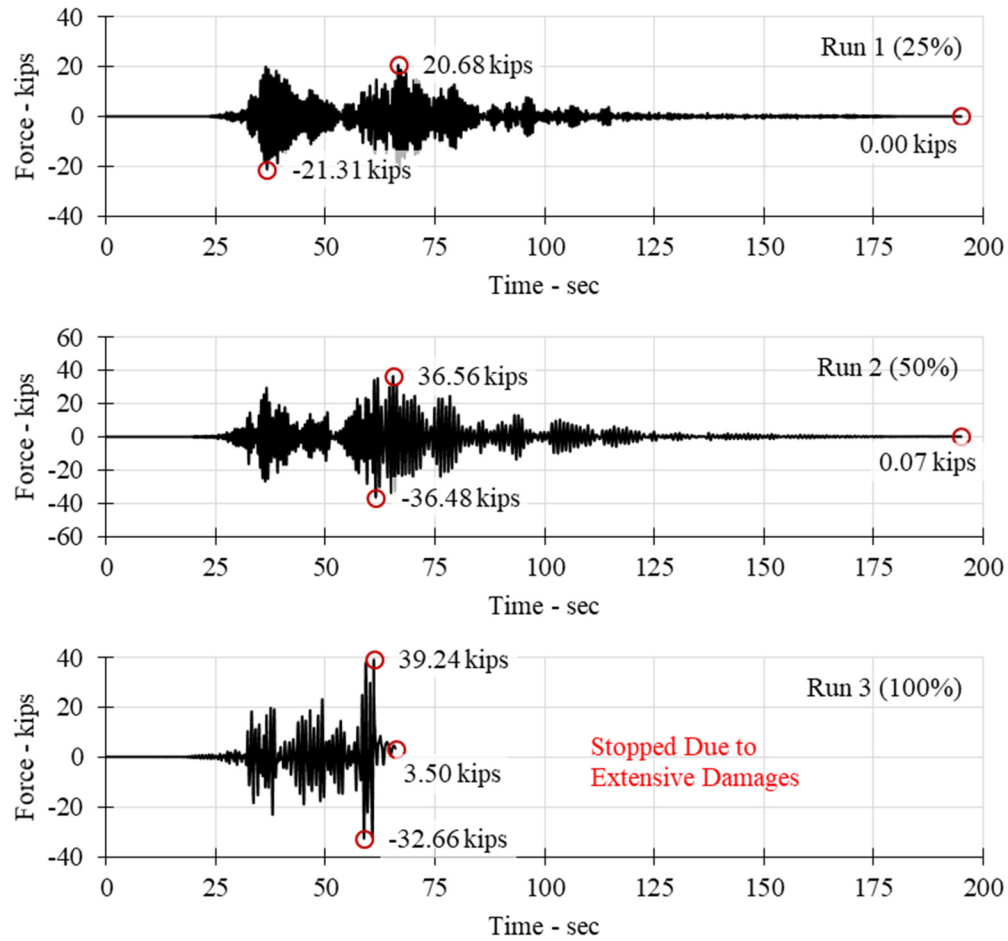 40
Run 1 (25%)
20.68 kips
20
Force - kips
0
0.00 kips
-20
-21.31 kips
-40
0 25 50 75 100 125 150 175 200
Time - sec
60
Run 2 (50%)
40
36.56 kips
20
Force - kips
0
0.07 kips
-20
-36.48 kips
-40
-60
0 25 50 75 100 125 150 175 200
Time - sec
40
39.24 kips
Run 3 (100%)
20
Force - kips
0
Stopped Due to
Extensive Damages
3.50 kips
-20
-32.66 kips
-40
0 25 50 75 100 125 150 175 200
Time - sec